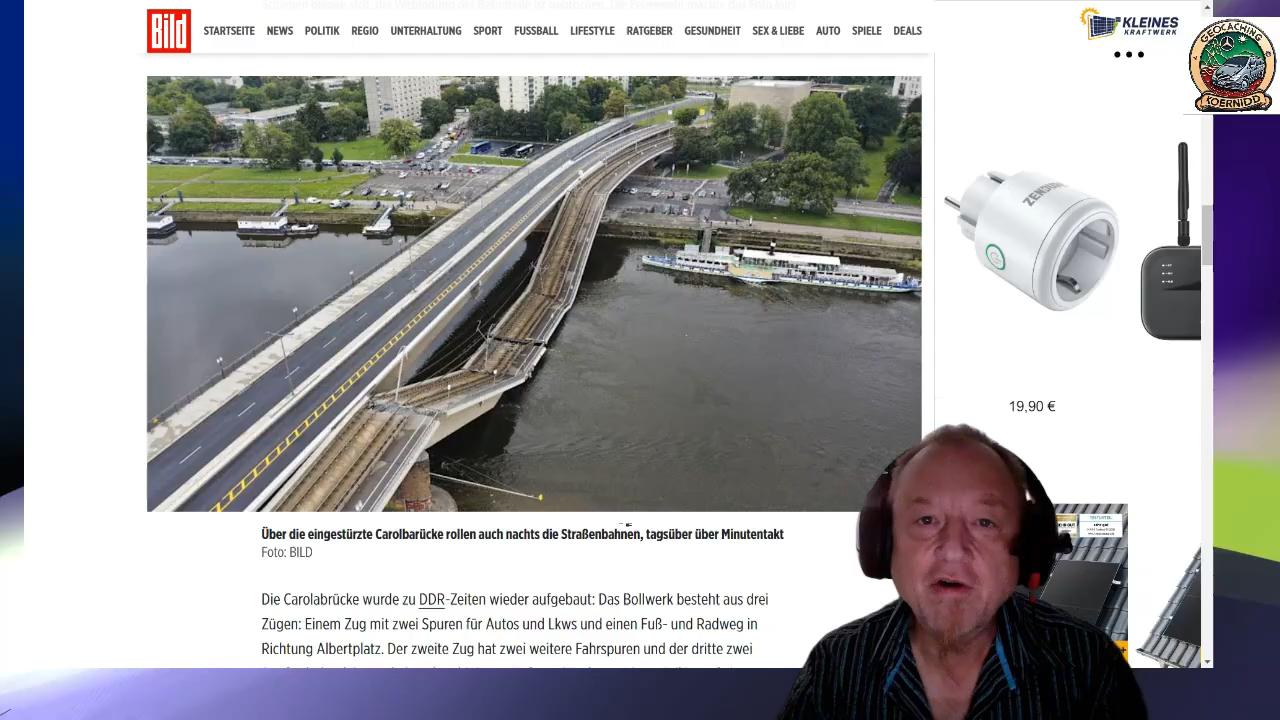 Bild
STARTSEITE NEWS POLITIK REGIO UNTERHALTUNG SPORT FUSSBALL LIFESTYLE RATGEBER GESUNDHEIT SEX & LIEBE AUTO SPIELE DEALS
KLEINES
KRAFTWERK
GEOCACHING
KOERNIDD
ZENDURE
19,90 €
Über die eingestürzte Carolbarücke rollen auch nachts die Straßenbahnen, tagsüber über Minutentakt
Foto: BILD
Die Carolabrücke wurde zu DDR-Zeiten wieder aufgebaut: Das Bollwerk besteht aus drei
Zügen: Einem Zug mit zwei Spuren für Autos und Lkws und einen Fuß- und Radweg in
Richtung Albertplatz. Der zweite Zug hat zwei weitere Fahrspuren und der dritte zwei